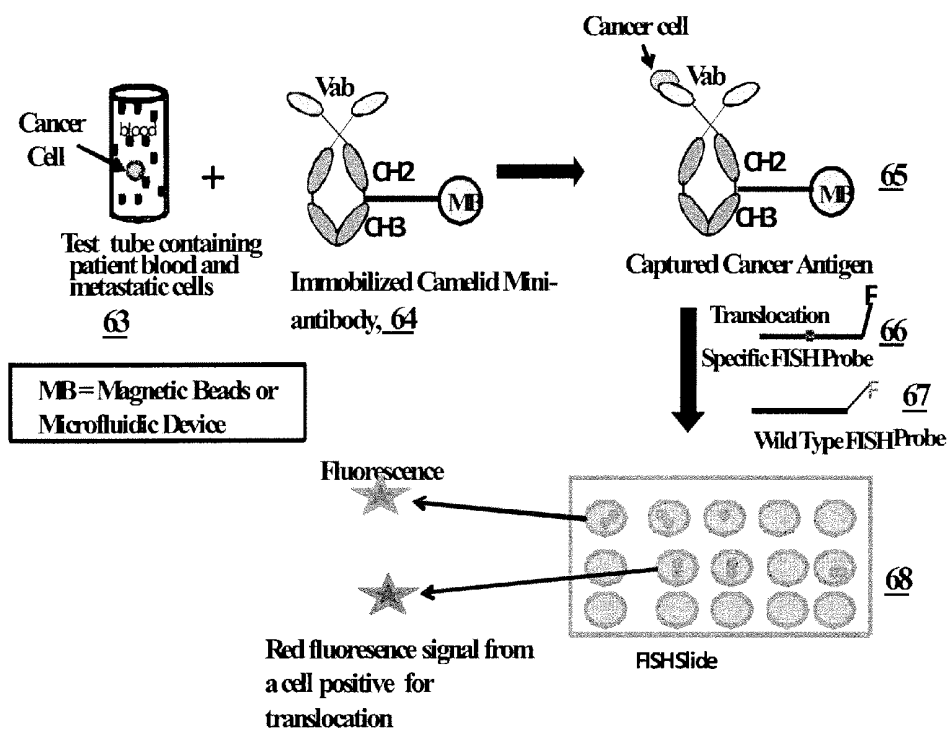 Cancer cell
Vab
blood
Cancer
Cell
+
CH2
CH3
MB
Test tube containing
patient blood and
metastatic cells
63
Immobilized Camelid Mini-
antibody, 64
Vab
CH2
CH3
MB
65
Captured Cancer Antigen
MB = Magnetic Beads or
Microfluidic Device
F
Translocation
66
Specific FISH Probe
F
67
Wild Type FISH Probe
Fluorescence
68
FISH Slide
Red fluoresence signal from
a cell positive for
translocation